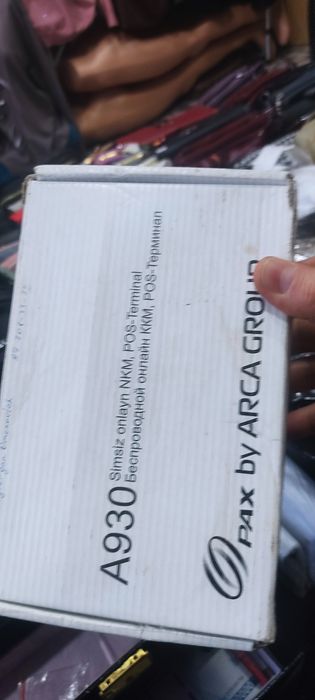 A930
Simsiz onlayn NKM, POS-Terminal
Беспроводной онлайн ККМ, POS-Терминал
PAX by ARCA GROUP